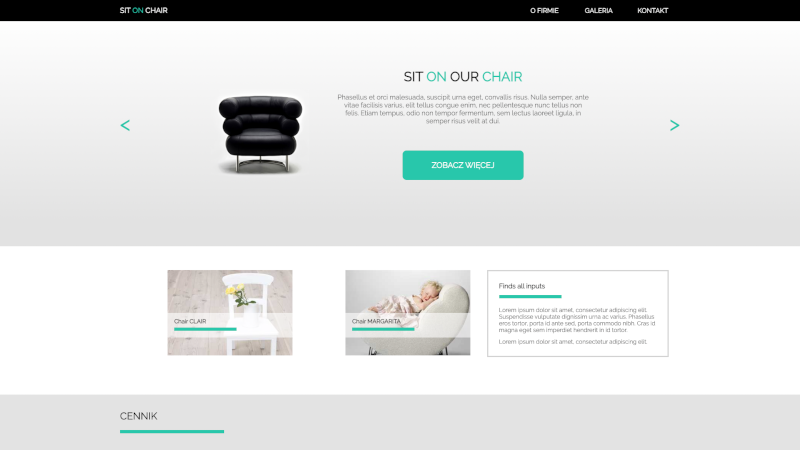 SIT ON CHAIR
O FIRMIE
GALERIA
KONTAKT
SIT ON OUR CHAIR
Phasellus et orci malesuada, suscipit urna eget, convallis risus. Nulla semper, ante
vitae facilisis varius, elit tellus congue enim, nec pellentesque nunc tellus non
felis. Etiam tempus, odio non tempor fermentum, sem lectus laoreet ligula, in
semper risus velit at dui.
<
>
ZOBACZ WIĘCEJ
Chair CLAIR
Chair MARGARITA
Finds all inputs
Lorem ipsum dolor sit amet, consectetur adipiscing elit.
Suspendisse vulputate dignissim urna ac varius. Phasellus
eros tortor, porta id ante sed, porta commodo nibh. Cras id
magna eget sem imperdiet hendrerit in id tortor.
Lorem ipsum dolor sit amet, consectetur adipiscing elit.
CENNIK